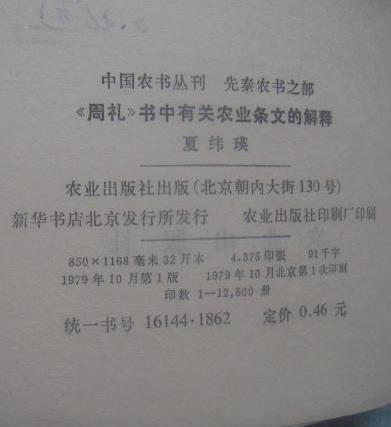 中国农书丛刊 先秦农书之部
《周礼》书中有关农业条文的解释
夏纬瑛
农业出版社出版(北京朝内大街130号)
新华书店北京发行所发行 农业出版社印刷厂印刷
850×1168毫米32开本 4.375印张 91千字
1979年10月第1版 1979年10月北京第1次印刷
印数 1—12,500 册
统一书号 16144·1862 定价 0.46 元